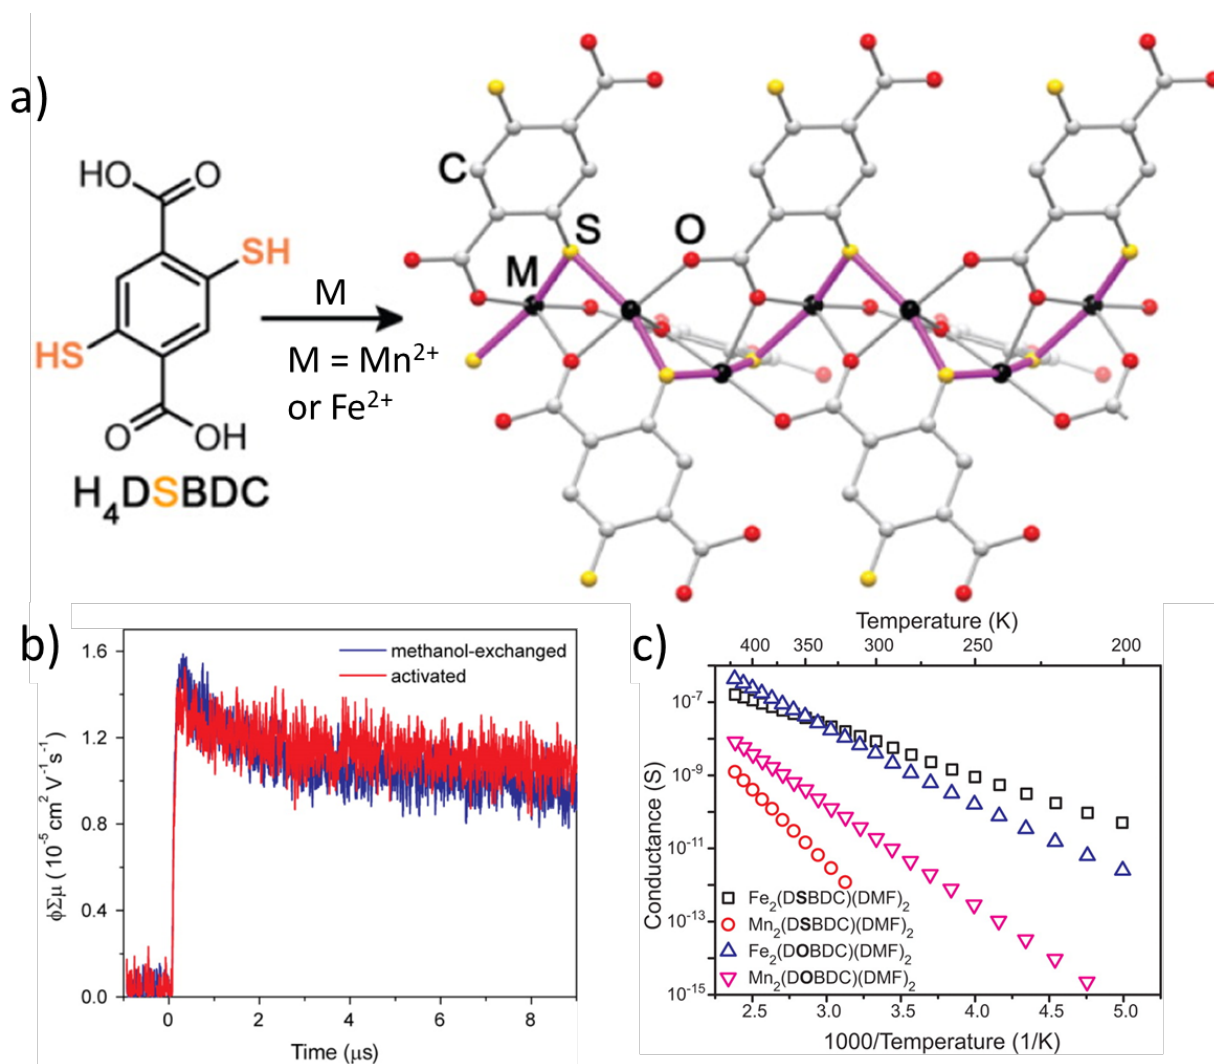 a)
HO
O
SH
HS
O
OH
H₄DSBDC
M
M = Mn²⁺
or Fe²⁺
C
S
O
M
b)
methanol-exchanged
activated
ϕΣμ ( 10⁻⁵ cm² V⁻¹ s⁻¹)
1.6
1.2
0.8
0.4
0.0
0 2 4 6 8
Time (μs)
c)
Temperature (K)
400 350 300 250 200
Conductance (S)
10⁻⁷
10⁻⁹
10⁻¹¹
10⁻¹³
10⁻¹⁵
Fe₂(DSBDC)(DMF)₂
Mn₂(DSBDC)(DMF)₂
Fe₂(DOBDC)(DMF)₂
Mn₂(DOBDC)(DMF)₂
2.5 3.0 3.5 4.0 4.5 5.0
1000/Temperature (1/K)